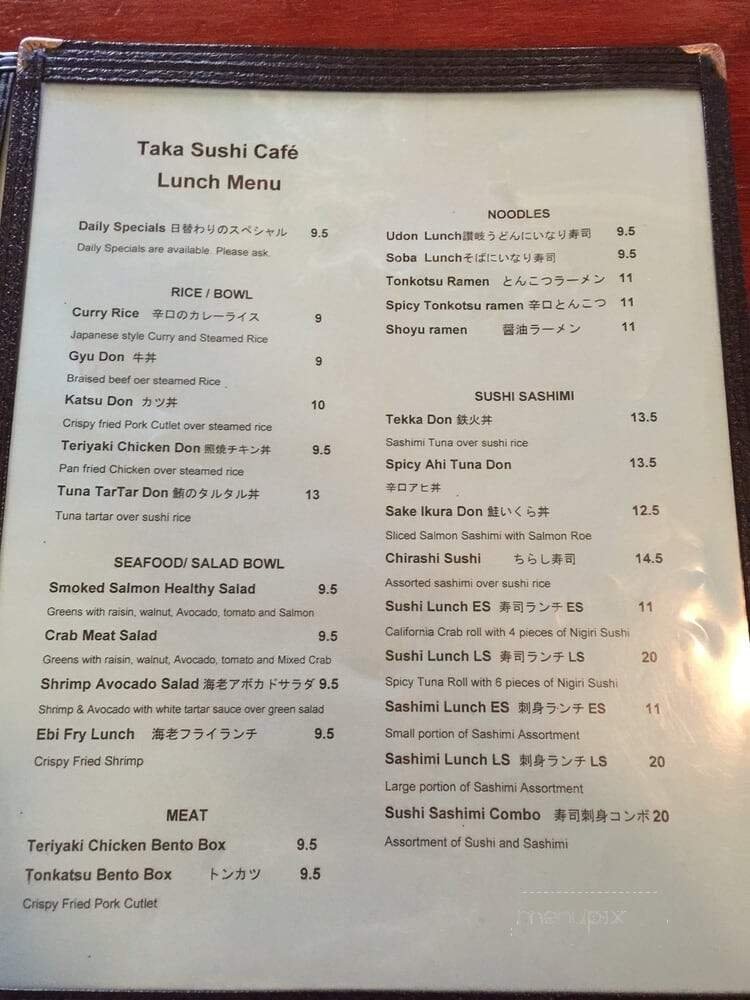 Taka Sushi Café
Lunch Menu
Daily Specials 日替わりのスペシャル 9.5
Daily Specials are available. Please ask.
RICE / BOWL
Curry Rice 辛口のカレーライス 9
Japanese style Curry and Steamed Rice
Gyu Don 牛丼 9
Braised beef oer steamed Rice
Katsu Don カツ丼 10
Crispy fried Pork Cutlet over steamed rice
Teriyaki Chicken Don 照焼チキン丼 9.5
Pan fried Chicken over steamed rice
Tuna TarTar Don 鮪のタルタル丼 13
Tuna tartar over sushi rice
SEAFOOD/ SALAD BOWL
Smoked Salmon Healthy Salad 9.5
Greens with raisin, walnut, Avocado, tomato and Salmon
Crab Meat Salad 9.5
Greens with raisin, walnut, Avocado, tomato and Mixed Crab
Shrimp Avocado Salad 海老アボカドサラダ 9.5
Shrimp & Avocado with white tartar sauce over green salad
Ebi Fry Lunch 海老フライランチ 9.5
Crispy Fried Shrimp
MEAT
Teriyaki Chicken Bento Box 9.5
Tonkatsu Bento Box トンカツ 9.5
Crispy Fried Pork Cutlet
NOODLES
Udon Lunch讃岐うどんにいなり寿司 9.5
Soba Lunchそばにいなり寿司 9.5
Tonkotsu Ramen とんこつラーメン 11
Spicy Tonkotsu ramen 辛口とんこつ 11
Shoyu ramen 醤油ラーメン 11
SUSHI SASHIMI
Tekka Don 鉄火丼 13.5
Sashimi Tuna over sushi rice
Spicy Ahi Tuna Don 13.5
辛口アヒ丼
Sake Ikura Don 鮭いくら丼 12.5
Sliced Salmon Sashimi with Salmon Roe
Chirashi Sushi ちらし寿司 14.5
Assorted sashimi over sushi rice
Sushi Lunch ES 寿司ランチ ES 11
California Crab roll with 4 pieces of Nigiri Sushi
Sushi Lunch LS 寿司ランチ LS 20
Spicy Tuna Roll with 6 pieces of Nigiri Sushi
Sashimi Lunch ES 刺身ランチ ES 11
Small portion of Sashimi Assortment
Sashimi Lunch LS 刺身ランチ LS 20
Large portion of Sashimi Assortment
Sushi Sashimi Combo 寿司刺身コンボ 20
Assortment of Sushi and Sashimi
menupix